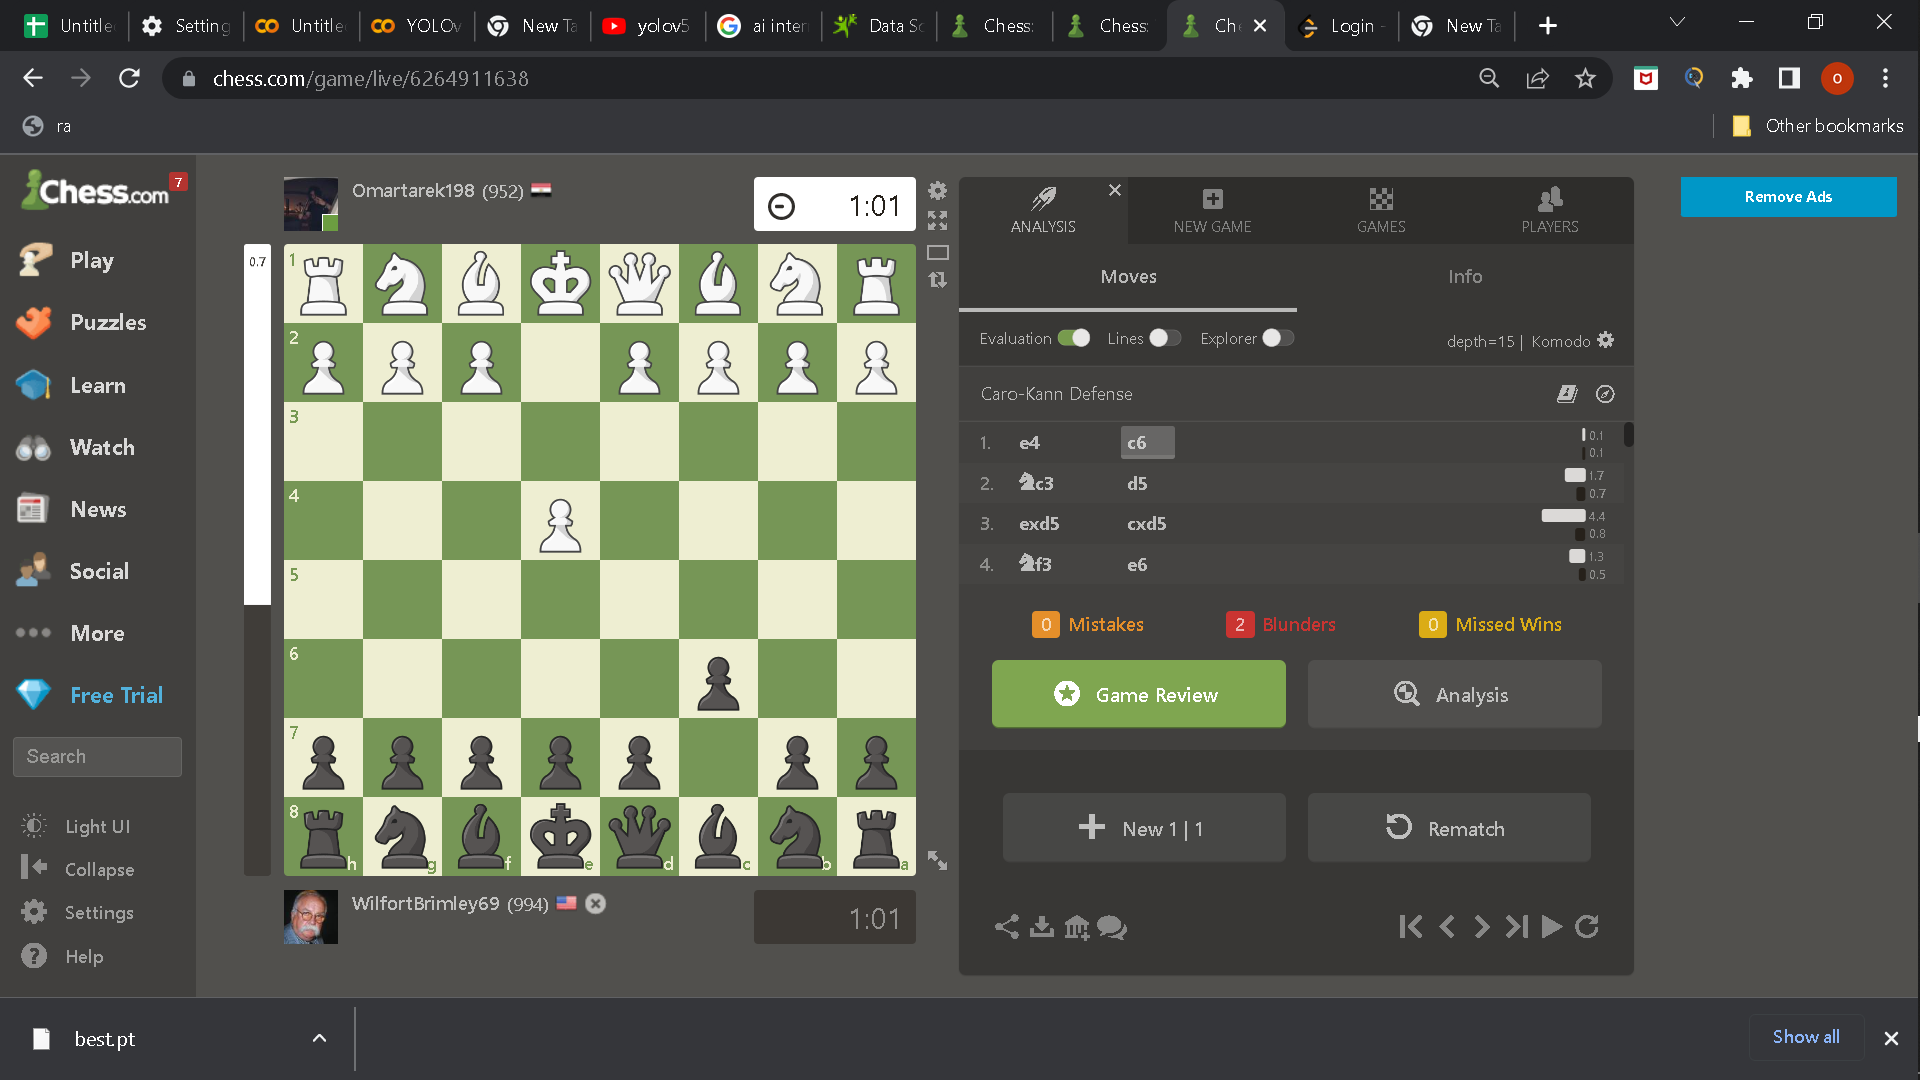 Untitle
Setting
Untitle
YOLOv
New Ta
yolov5
ai inter
Data Sc
Chess:
Chess:
Che
Login -
New Ta
chess.com/game/live/6264911638
o
ra
Other bookmarks
Chess.com
7
Play
Puzzles
Learn
Watch
News
Social
More
Free Trial
Search
Light UI
Collapse
Settings
Help
Omartarek198 (952)
1:01
0.7
1
2
3
4
5
6
7
8
h
g
f
e
d
c
b
a
WilfortBrimley69 (994)
1:01
ANALYSIS
NEW GAME
GAMES
PLAYERS
Moves
Info
Evaluation
Lines
Explorer
depth=15 | Komodo
Caro-Kann Defense
1. e4 c6 0.1 0.1
2. c3 d5 1.7 0.7
3. exd5 cxd5 4.4 0.8
4. f3 e6 1.3 0.5
0 Mistakes
2 Blunders
0 Missed Wins
Game Review
Analysis
New 1 | 1
Rematch
Remove Ads
best.pt
Show all